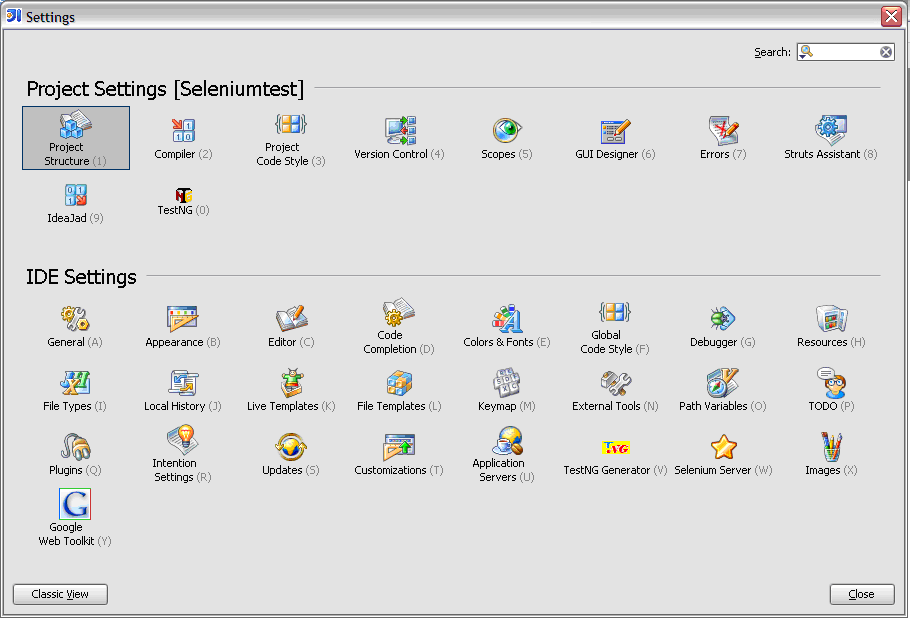 Settings
Search:
Project Settings [Seleniumtest]
Project Structure (1)
Compiler (2)
Project Code Style (3)
Version Control (4)
Scopes (5)
GUI Designer (6)
Errors (7)
Struts Assistant (8)
IdeaJad (9)
TestNG (0)
IDE Settings
General (A)
Appearance (B)
Editor (C)
Code Completion (D)
Colors & Fonts (E)
Global Code Style (F)
Debugger (G)
Resources (H)
File Types (I)
Local History (J)
Live Templates (K)
File Templates (L)
Keymap (M)
External Tools (N)
Path Variables (O)
TODO (P)
Plugins (Q)
Intention Settings (R)
Updates (S)
Customizations (T)
Application Servers (U)
TestNG Generator (V)
Selenium Server (W)
Images (X)
Google Web Toolkit (Y)
Classic View
Close